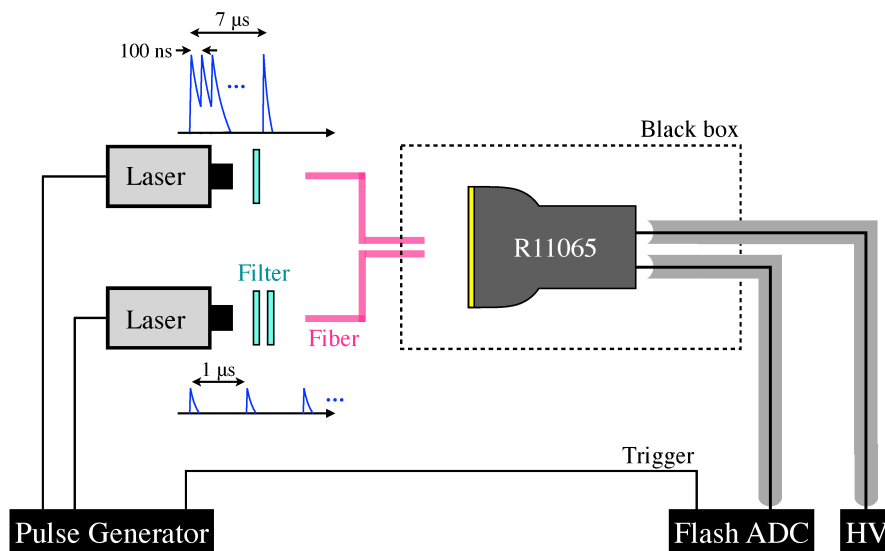 7 μs
100 ns
...
Black box
Laser
R11065
Filter
Laser
Fiber
1 μs
...
Trigger
Pulse Generator
Flash ADC
HV